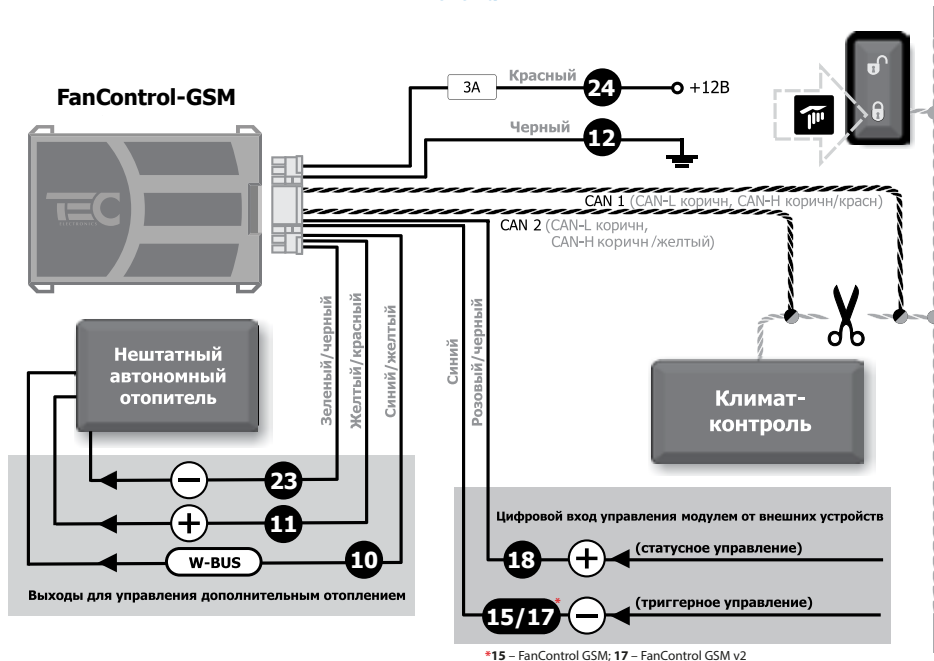 FanControl-GSM
TEC
ELECTRONICS
3А
Красный
24
+12В
Черный
12
CAN 1 (CAN-L коричн, CAN-H коричн/красн)
CAN 2 (CAN-L коричн,
CAN-H коричн/желтый)
Зеленый/черный
Желтый/красный
Синий/желтый
Синий
Розовый/черный
Нештатный
автономный
отопитель
Климат-
контроль
23
11
W-BUS
10
Выходы для управления дополнительным отоплением
Цифровой вход управления модулем от внешних устройств
18
(статусное управление)
15/17*
(триггерное управление)
*15 – FanControl GSM; 17 – FanControl GSM v2